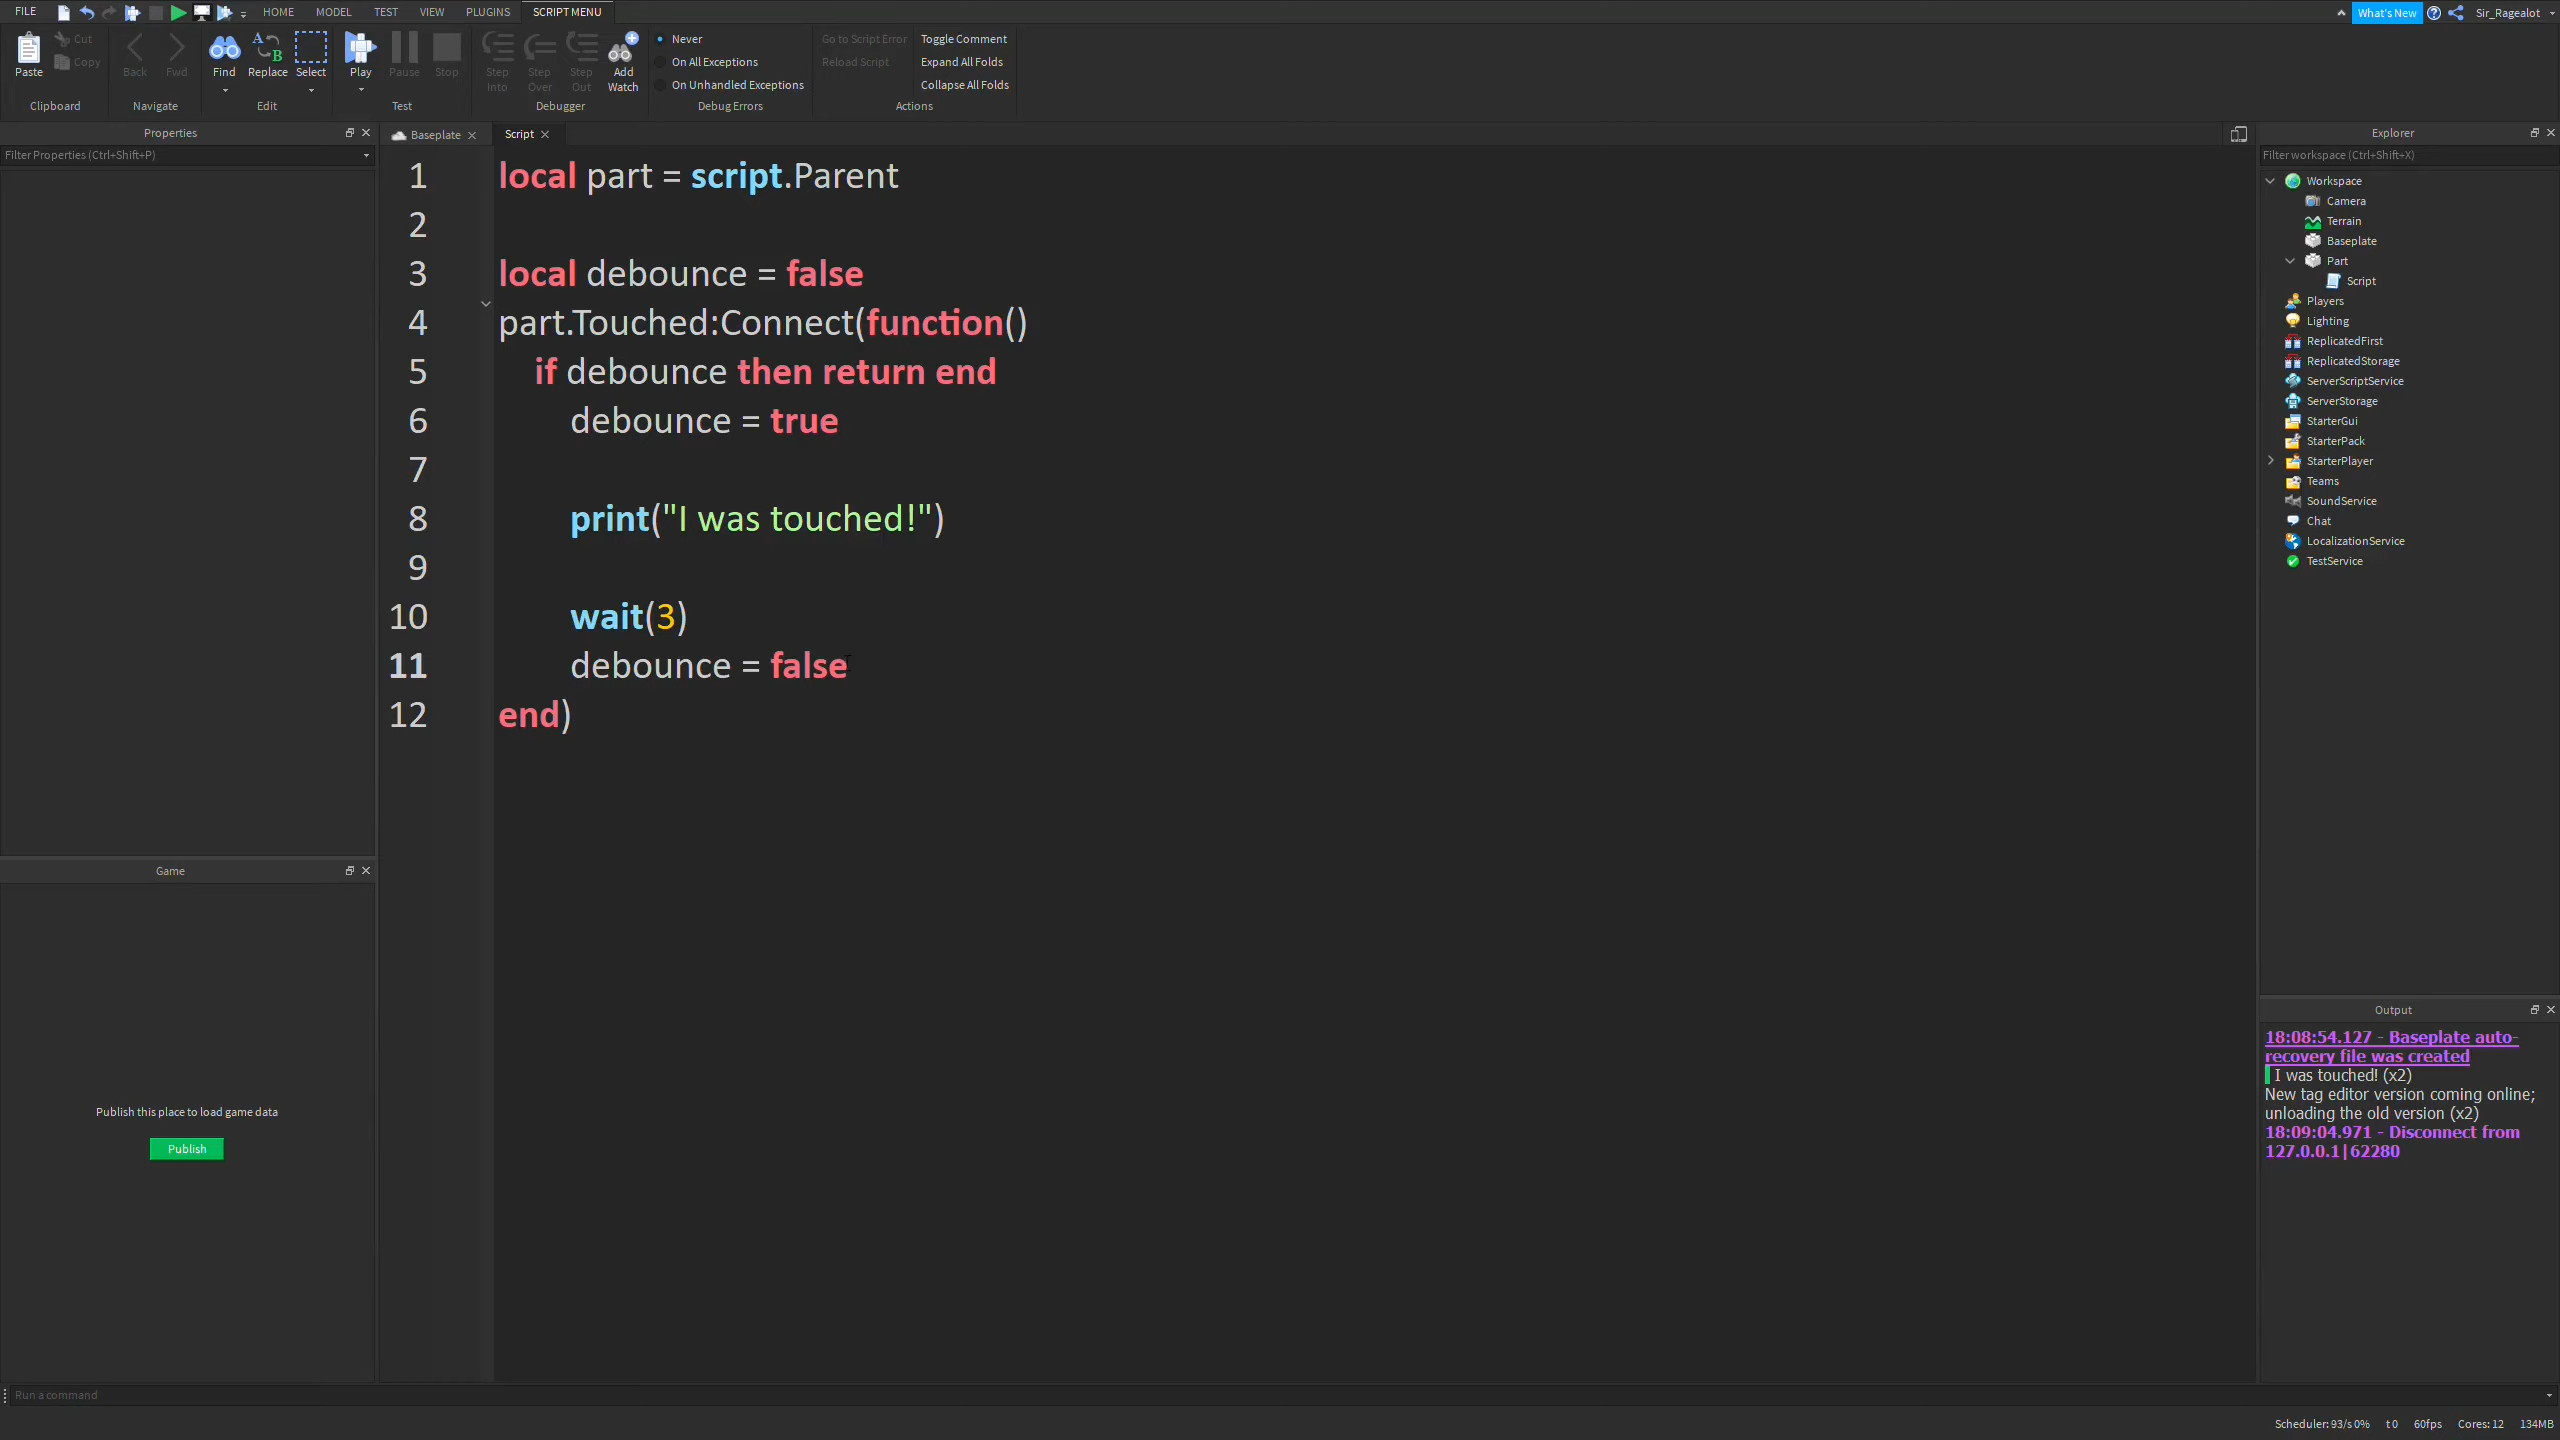 FILE HOME MODEL TEST VIEW PLUGINS SCRIPT MENU What's New Sir_Ragealot
Paste Cut Copy Back Fwd Find Replace Select Play Pause Stop Step Into Step Over Step Out Add Watch
Never
On All Exceptions
On Unhandled Exceptions
Go to Script Error
Reload Script
Toggle Comment
Expand All Folds
Collapse All Folds
Clipboard Navigate Edit Test Debugger Debug Errors Actions
Properties
Filter Properties (Ctrl+Shift+P)
Game
Publish this place to load game data
Publish
Baseplate Script
1 local part = script.Parent
2
3 local debounce = false
4 part.Touched:Connect(function()
5 if debounce then return end
6 debounce = true
7
8 print("I was touched!")
9
10 wait(3)
11 debounce = false
12 end)
Explorer
Filter workspace (Ctrl+Shift+X)
Workspace
Camera
Terrain
Baseplate
Part
Script
Players
Lighting
ReplicatedFirst
ReplicatedStorage
ServerScriptService
ServerStorage
StarterGui
StarterPack
StarterPlayer
Teams
SoundService
Chat
LocalizationService
TestService
Output
18:08:54.127 - Baseplate auto-
recovery file was created
I was touched! (x2)
New tag editor version coming online;
unloading the old version (x2)
18:09:04.971 - Disconnect from
127.0.0.1|62280
Run a command
Scheduler: 93/s 0% t 0 60fps Cores: 12 134MB